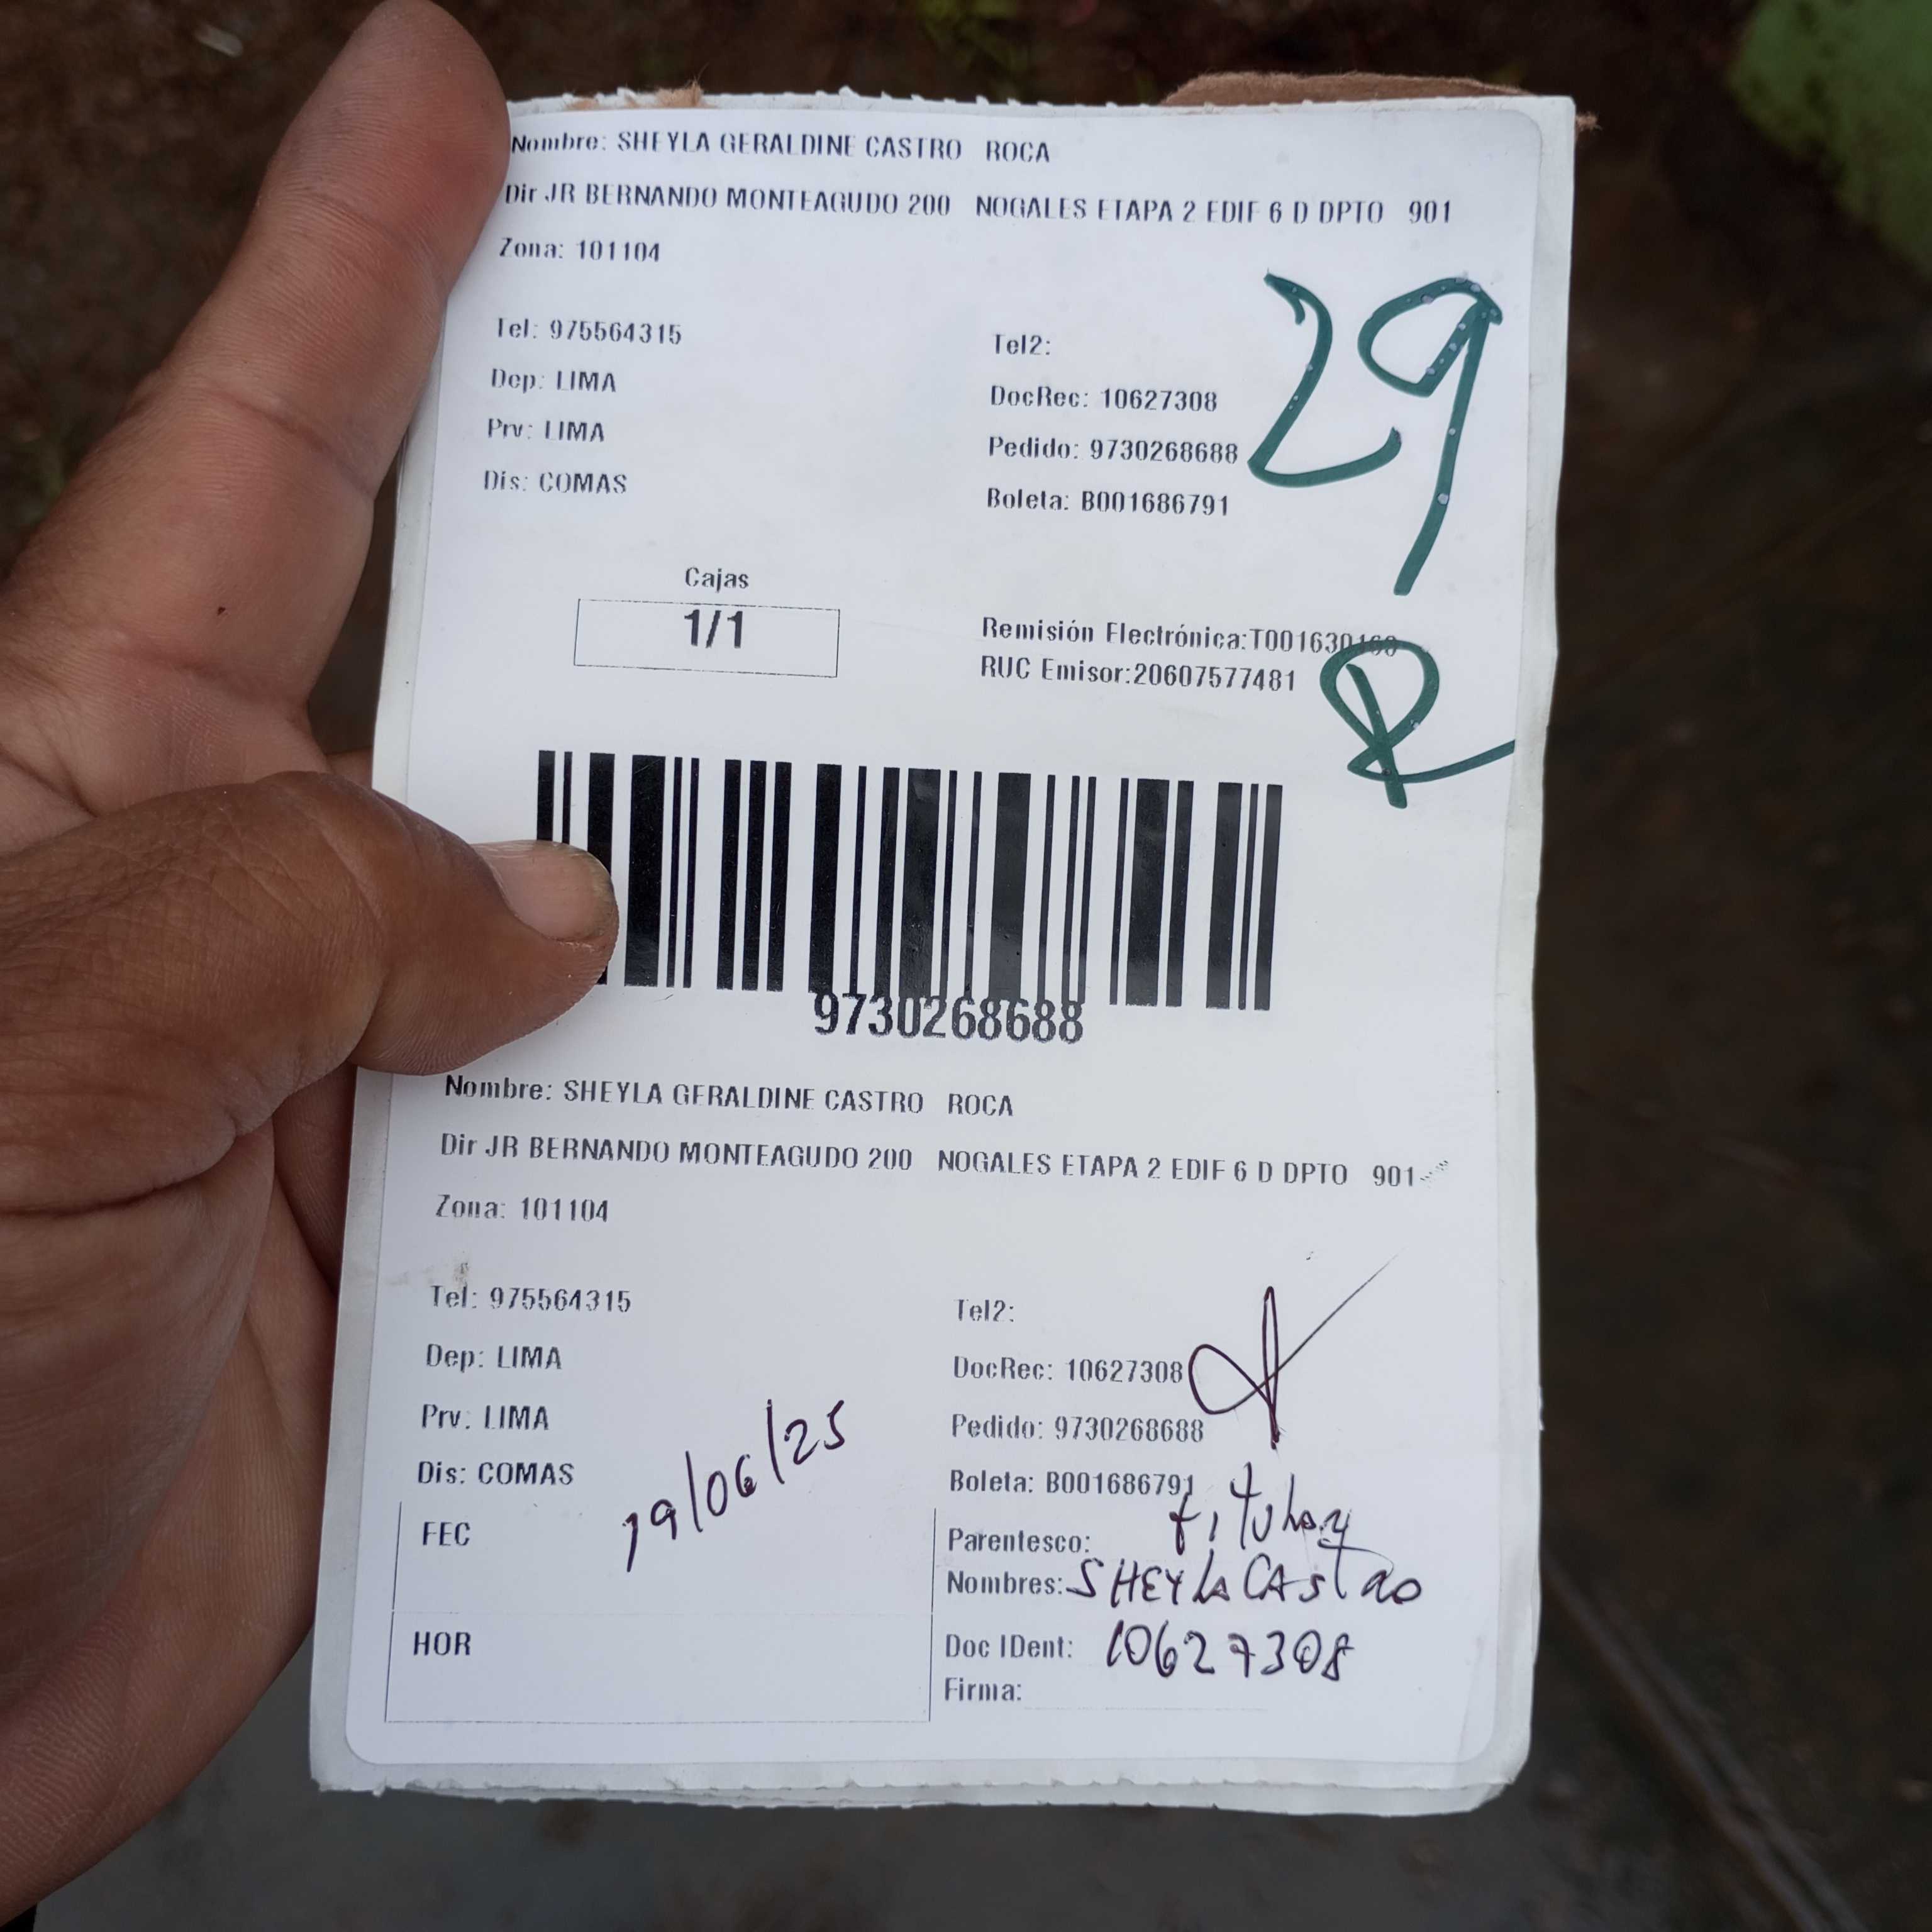 Nombre: SHEYLA GERALDINE CASTRO ROCA
Dir JR BERNANDO MONTEAGUDO 200 NOGALES ETAPA 2 EDIF 6 D DPTO 901
Zona: 101104
29
Tel: 975564315 Tel2:
Dep: LIMA DocRec: 10627308
Prv: LIMA Pedido: 9730268688
Dis: COMAS Boleta: B001686791
Cajas
1/1
Remisión Electrónica:
RUC Emisor:20607577481
R
9730268688
Nombre: SHEYLA GERALDINE CASTRO ROCA
Dir JR BERNANDO MONTEAGUDO 200 NOGALES ETAPA 2 EDIF 6 D DPTO 901
Zona: 101104
Tel: 975564315 Tel2:
Dep: LIMA DocRec: 10627308
Prv: LIMA Pedido: 9730268688
Dis: COMAS Boleta: B001686791
FEC 19/06/25
Parentesco: titular
Nombres: SHEYLA CAStRO
HOR Doc IDent: 10627308
Firma: